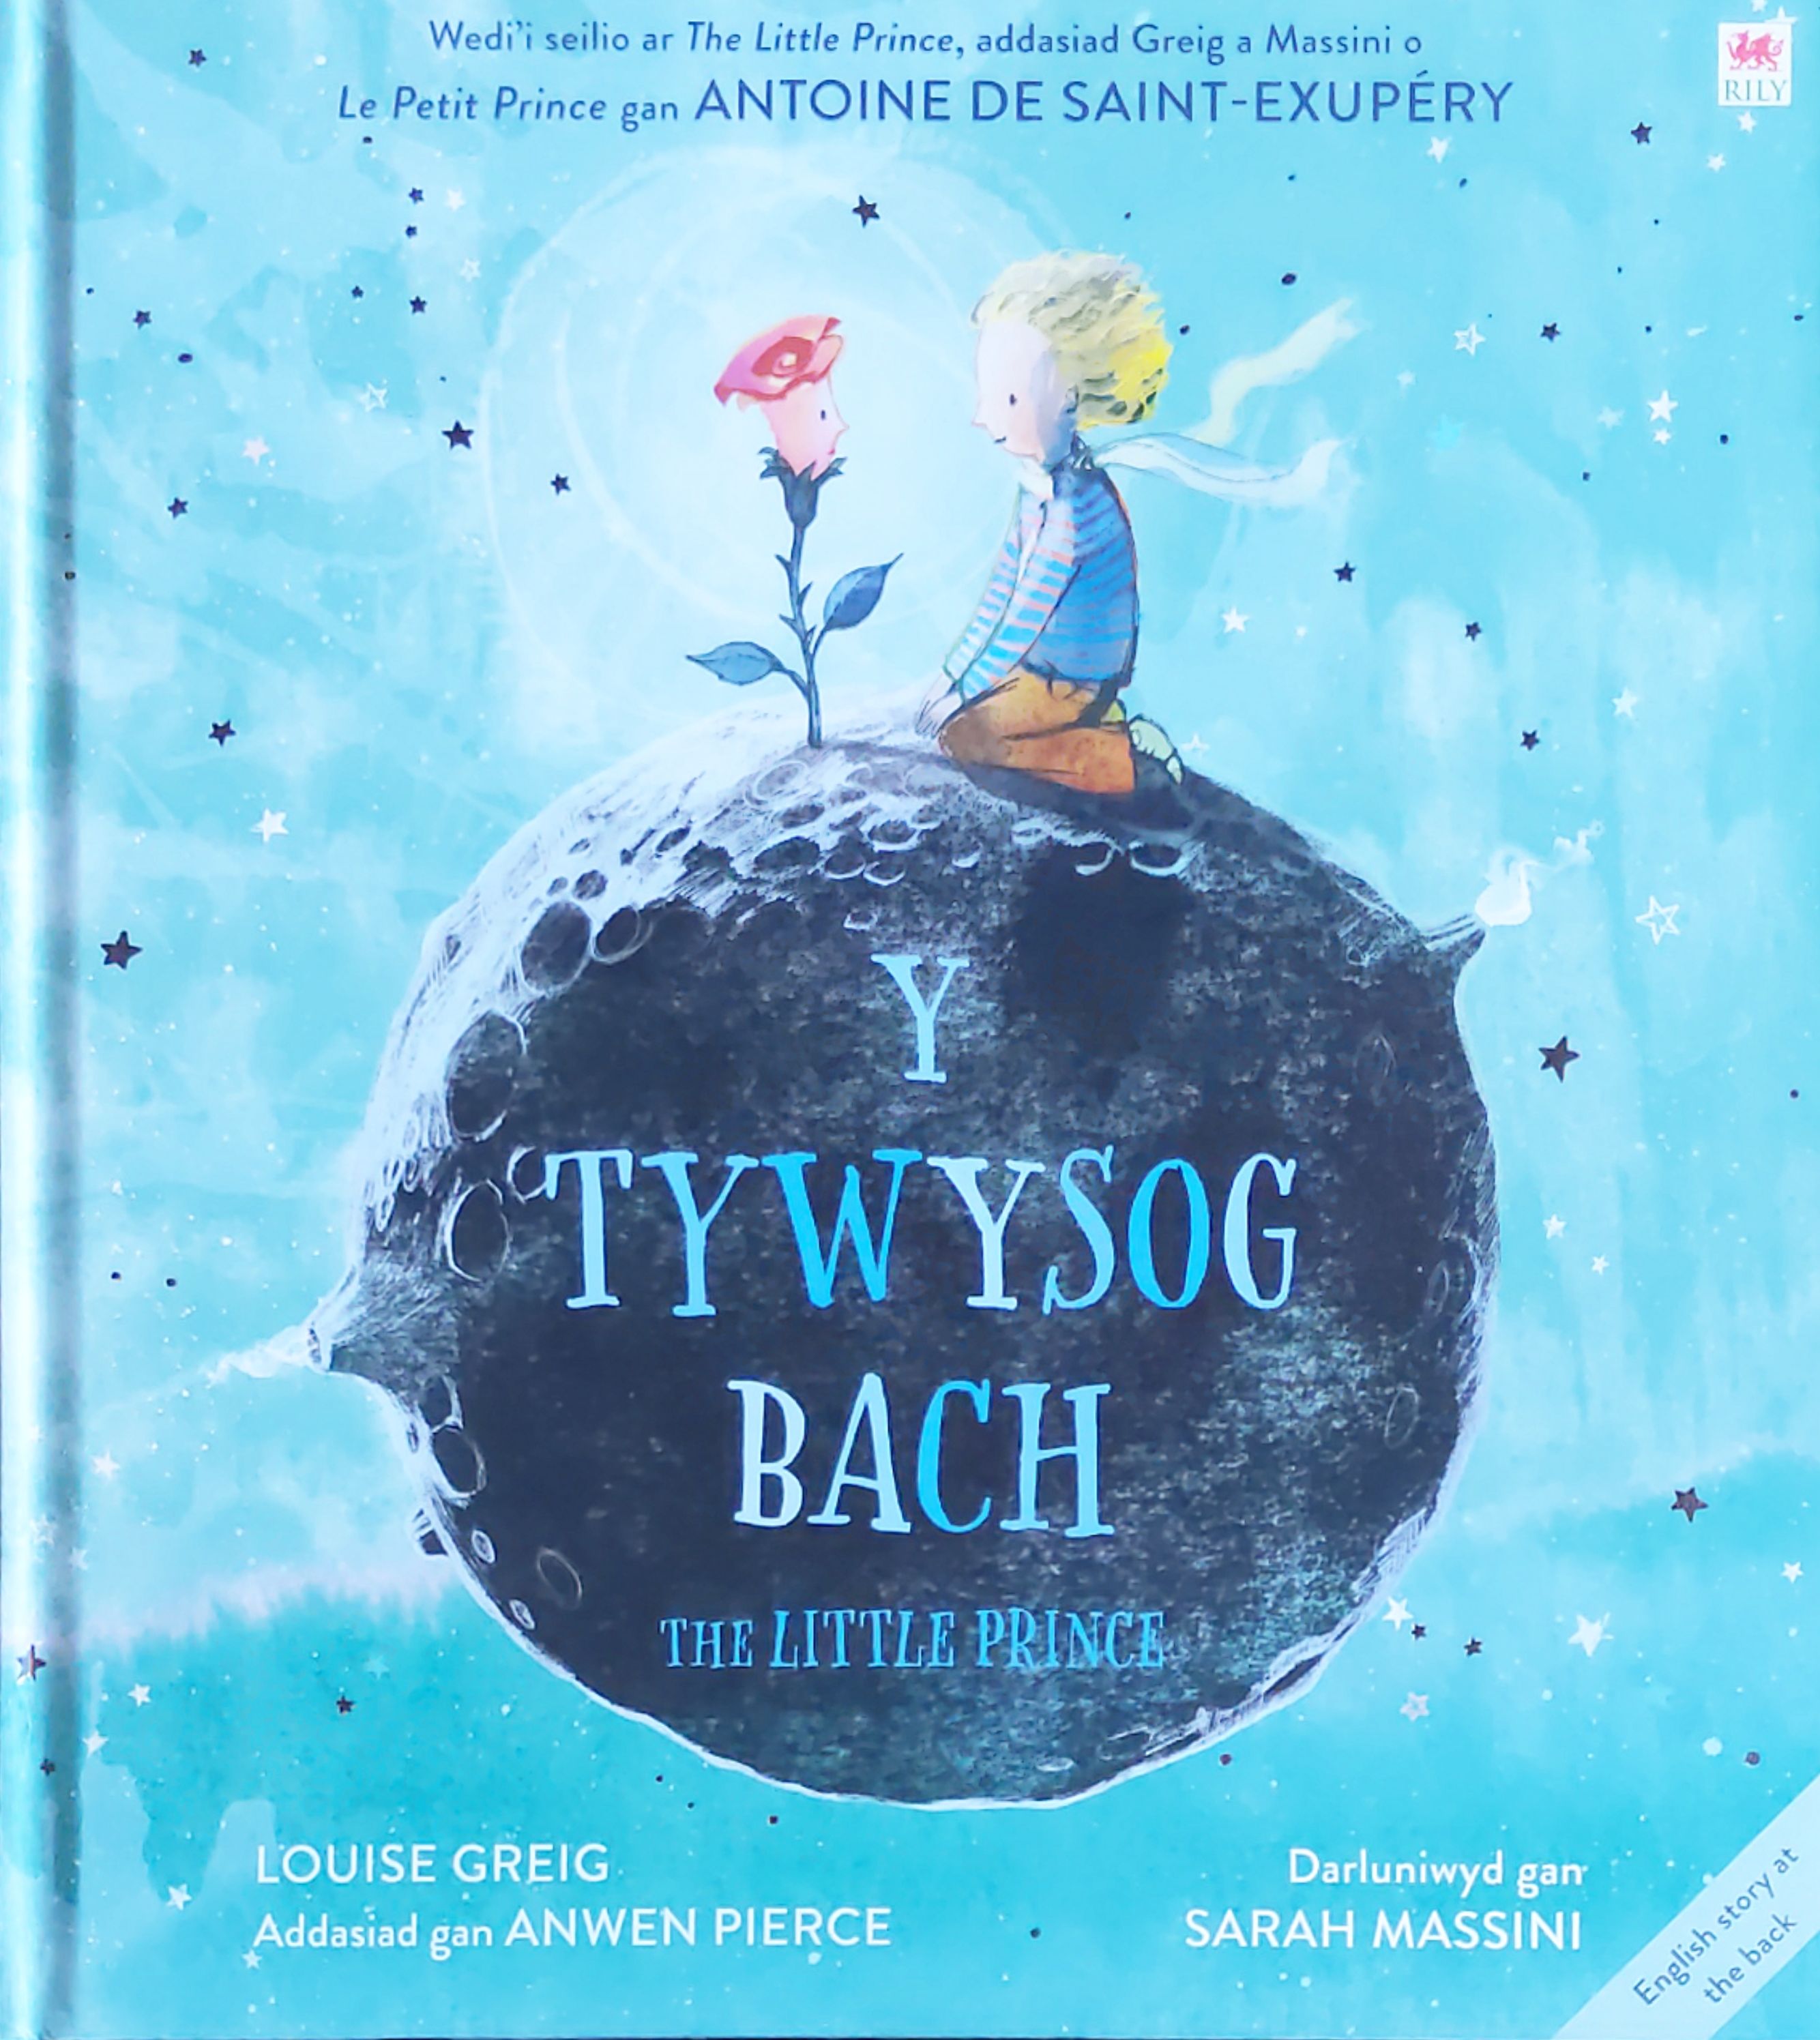 Wedi'i seilio ar The Little Prince, addasiad Greig a Massini o
Le Petit Prince gan ANTOINE DE SAINT-EXUPÉRY
RILY
Y
TYWYSOG
BACH
THE LITTLE PRINCE
LOUISE GREIG
Addasiad gan ANWEN PIERCE
Darluniwyd gan
SARAH MASSINI
English story at
the back